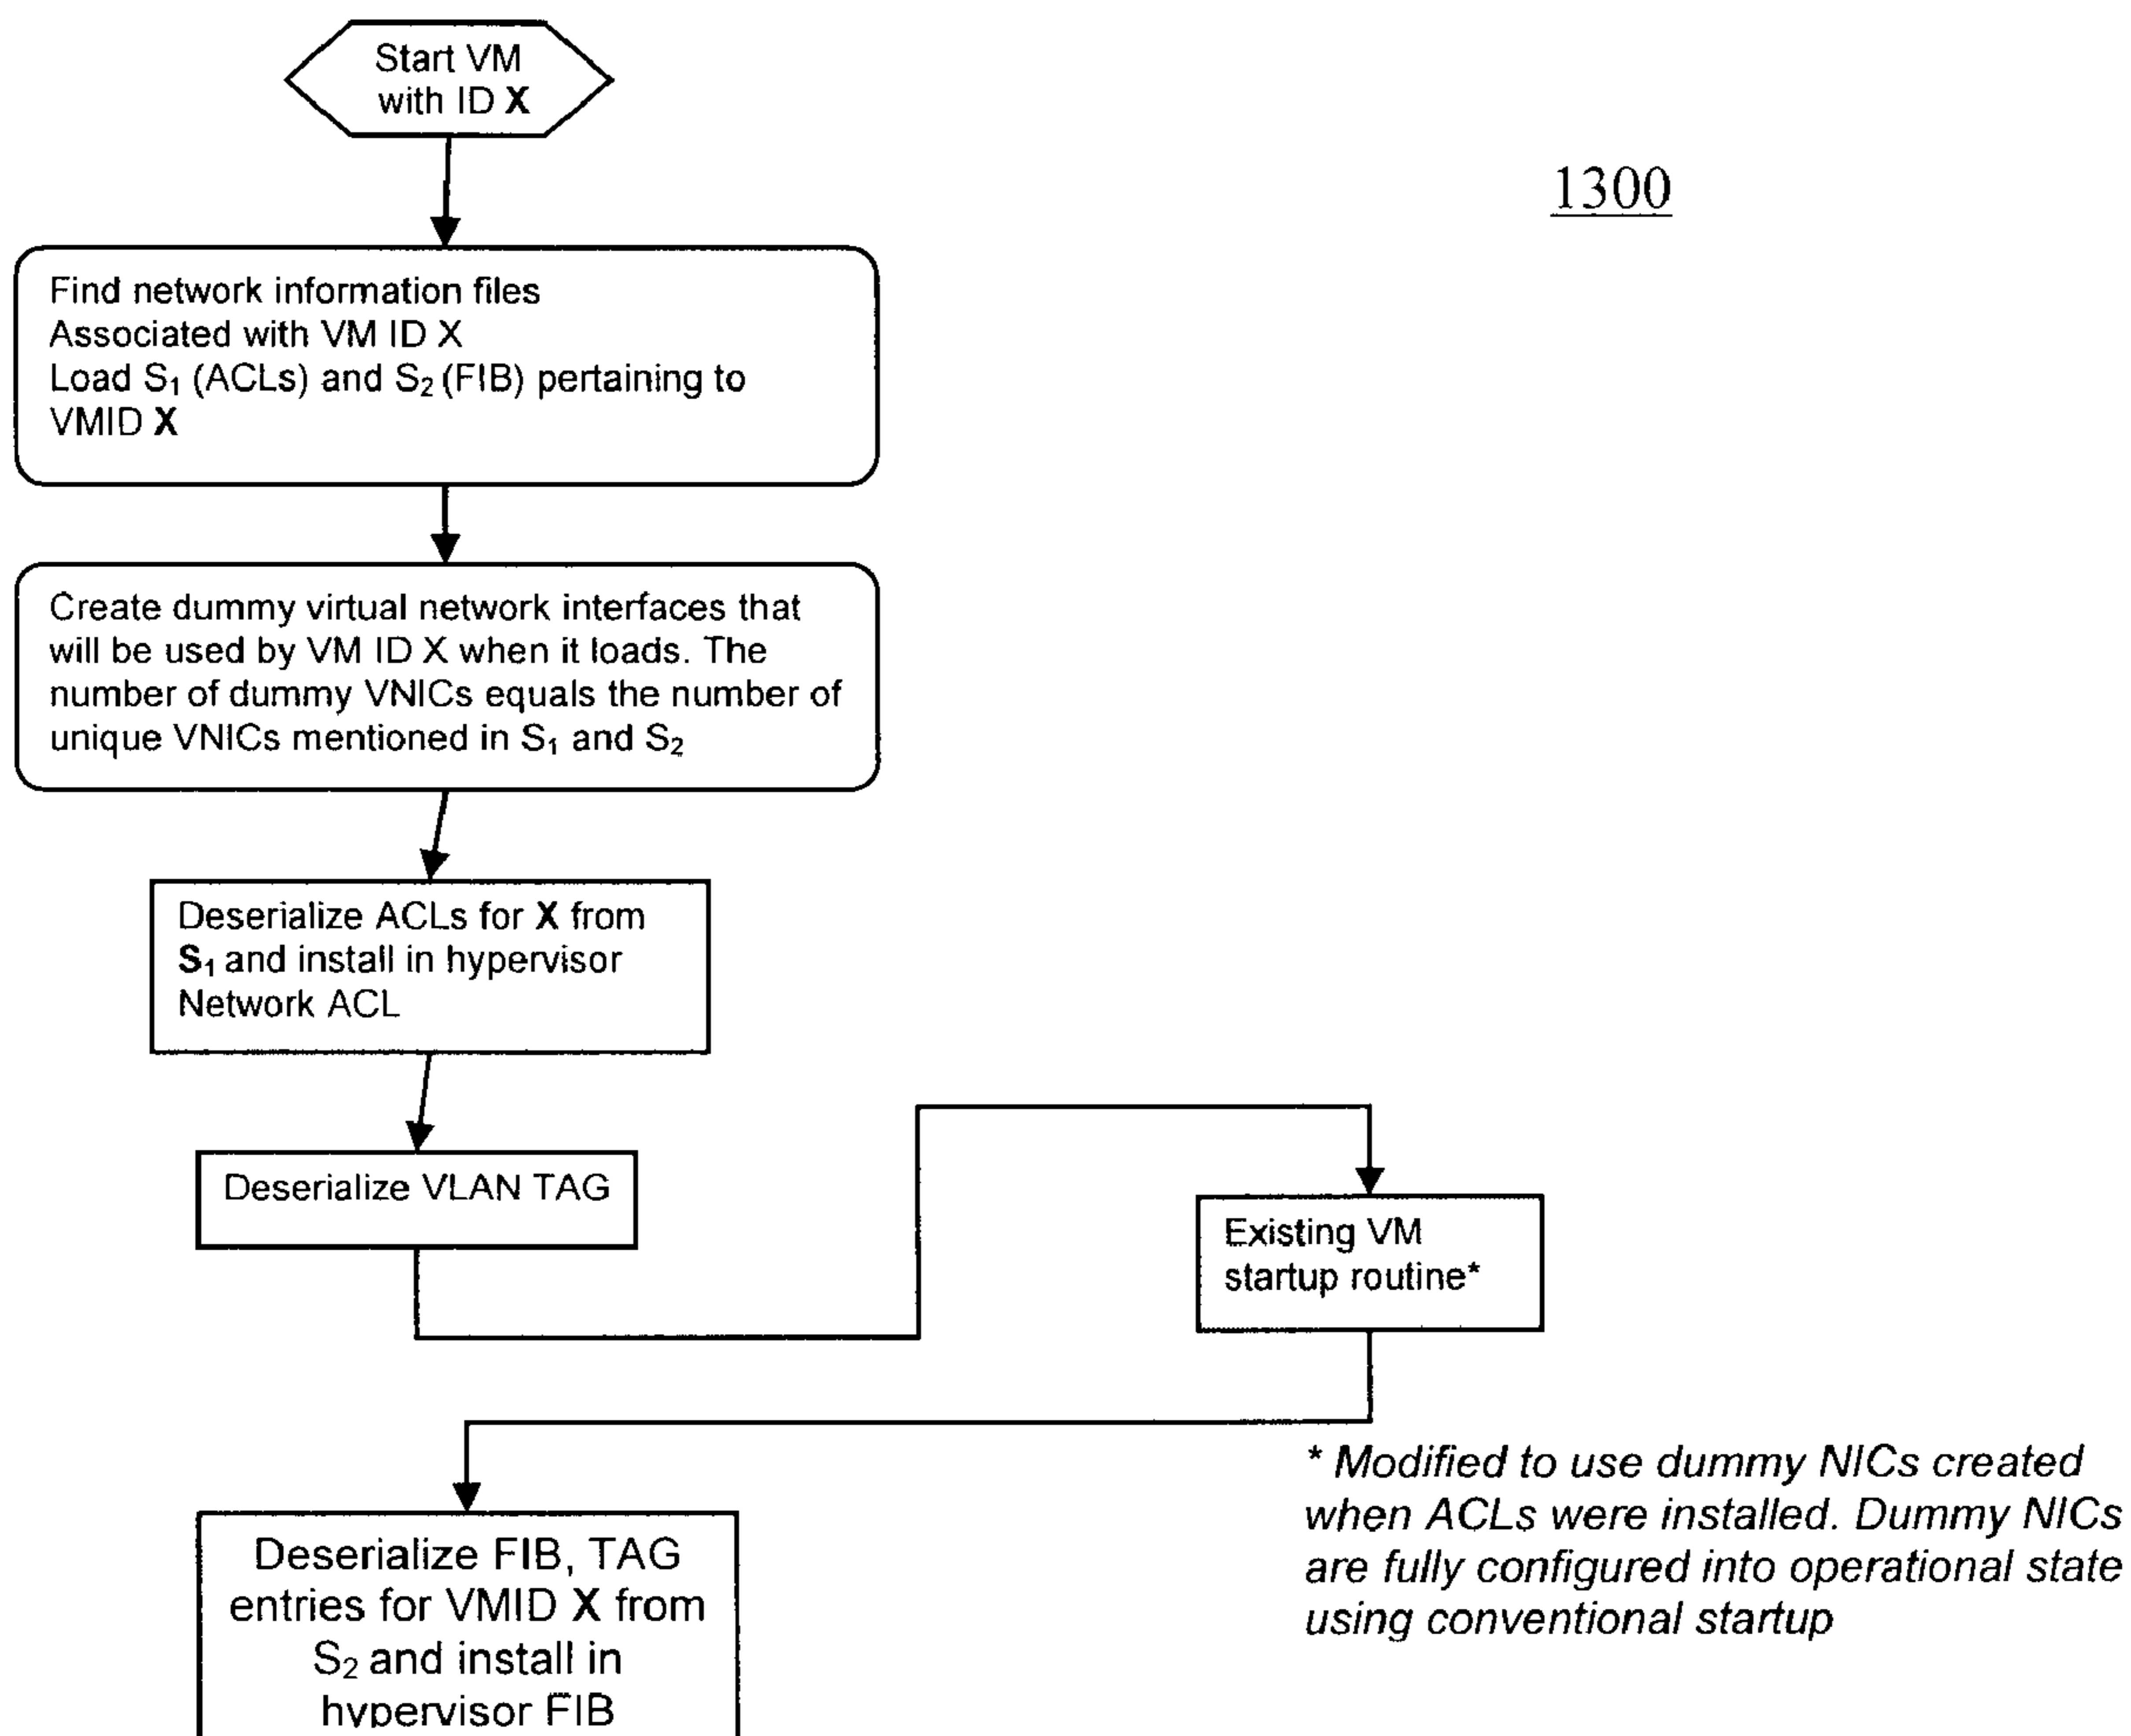 Start VM
with ID X
1300
Find network information files
Associated with VM ID X
Load S₁ (ACLs) and S₂ (FIB) pertaining to
VMID X
Create dummy virtual network interfaces that
will be used by VM ID X when it loads. The
number of dummy VNICs equals the number of
unique VNICs mentioned in S₁ and S₂
Deserialize ACLs for X from
S₁ and install in hypervisor
Network ACL
Deserialize VLAN TAG
Existing VM
startup routine*
* Modified to use dummy NICs created
when ACLs were installed. Dummy NICs
are fully configured into operational state
using conventional startup
Deserialize FIB, TAG
entries for VMID X from
S₂ and install in
hypervisor FIB